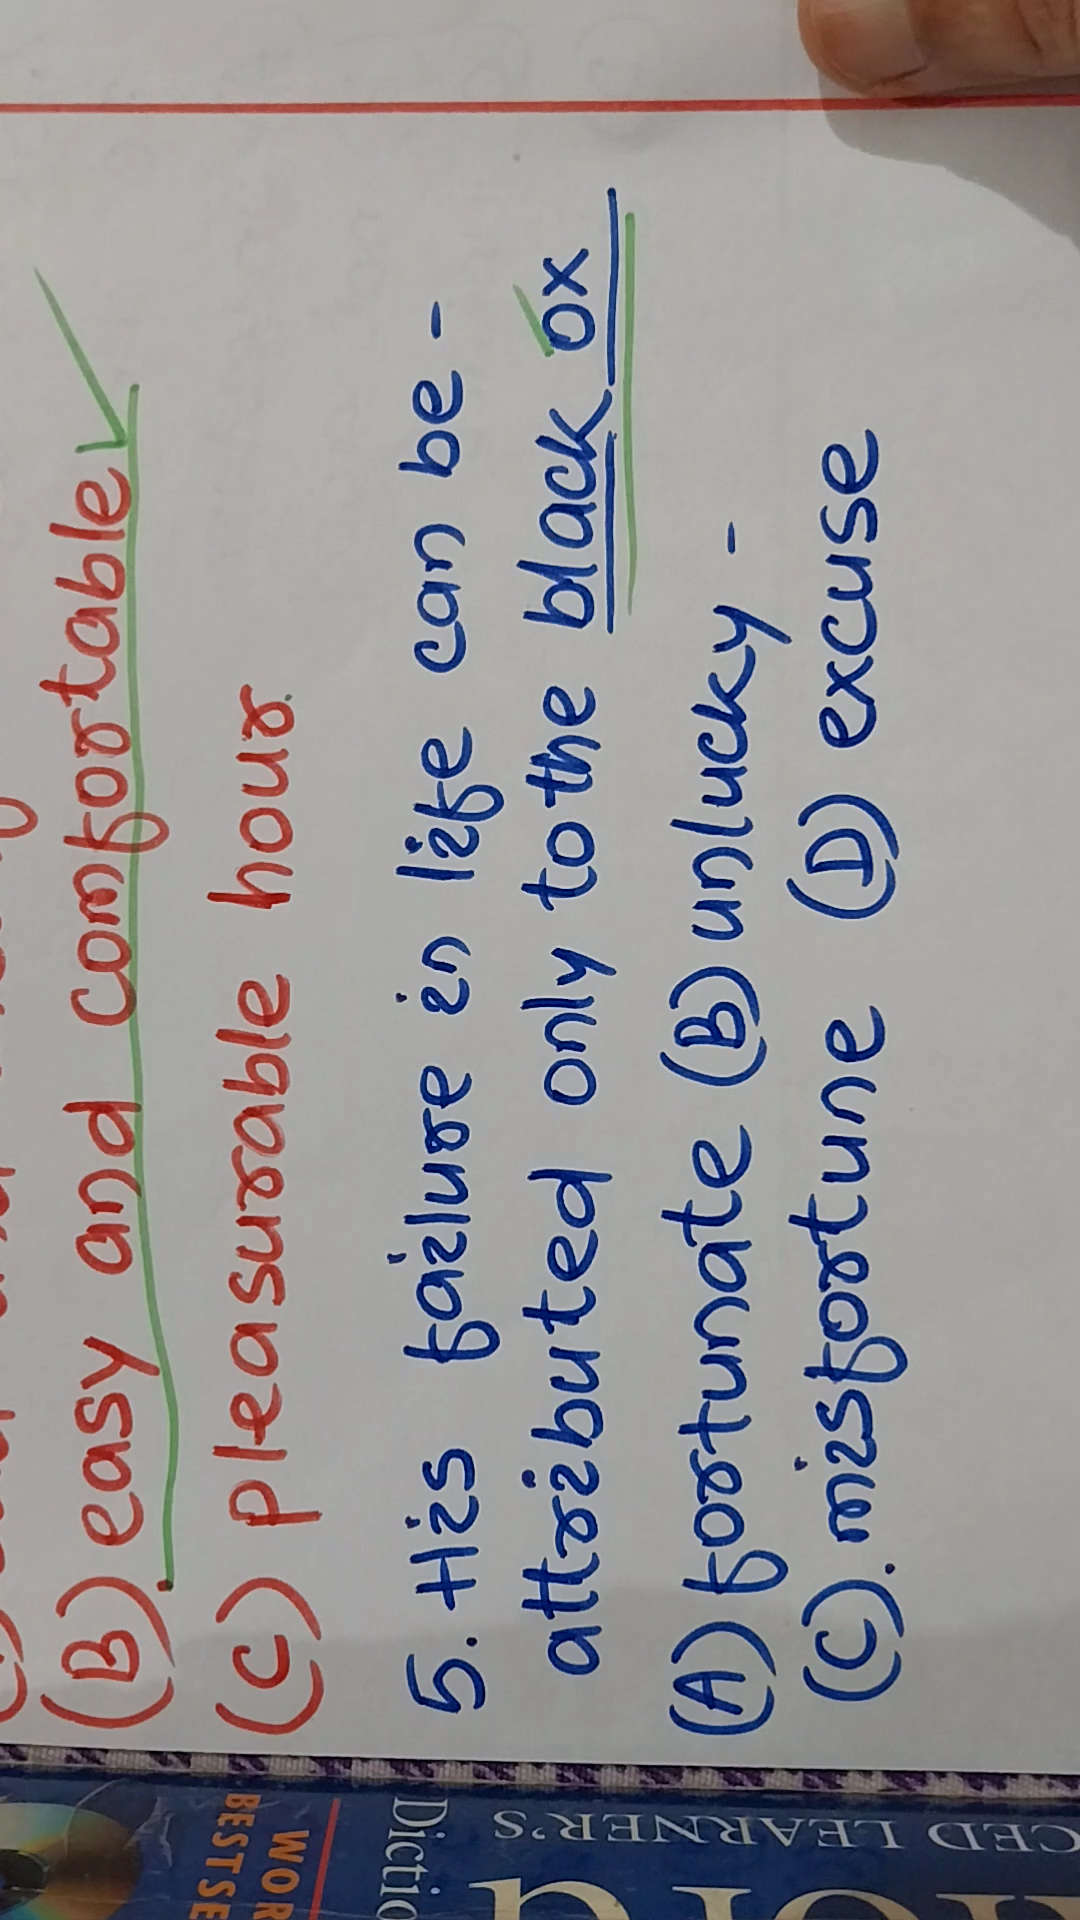 (B) easy and comfortable
(C) pleasurable hour.
5. His failure in life can be -
attributed only to the black ox
(A) fortunate (B) unlucky -
(C). misfortune (D) excuse
CED LEARNER'S
Dictio
WOR
BESTSE